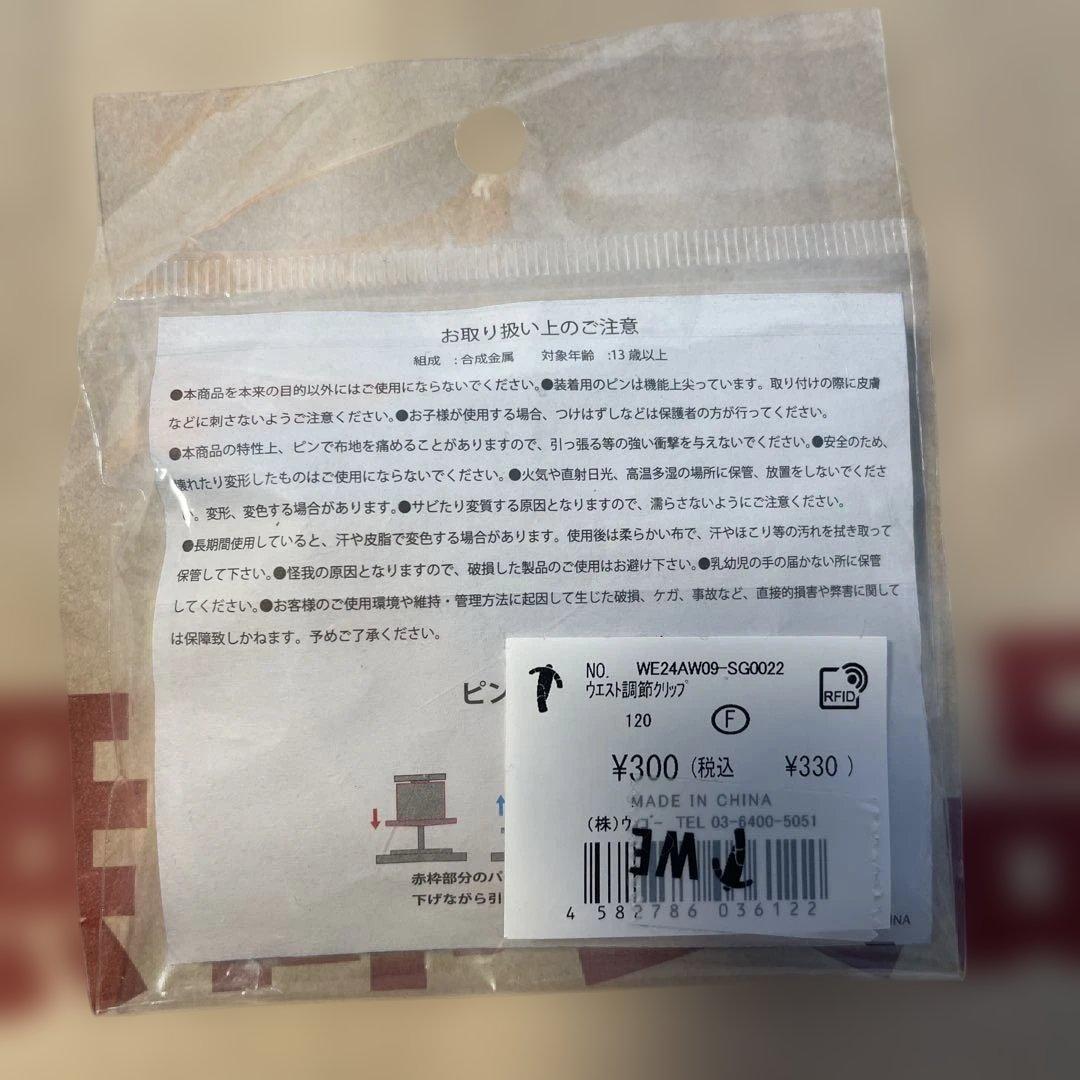 お取り扱い上のご注意
組成 :合成金属 対象年齢 :13歳以上
●本商品を本来の目的以外にはご使用にならないでください。●装着用のピンは機能上尖っています。取り付けの際に皮膚
などに刺さないようご注意ください。●お子様が使用する場合、つけはずしなどは保護者の方が行ってください。
●本商品の特性上、ピンで布地を痛めることがありますので、引っ張る等の強い衝撃を与えないでください。●安全のため、
壊れたり変形したものはご使用にならないでください。●火気や直射日光、高温多湿の場所に保管、放置をしないでくださ
い。変形、変色する場合があります。●サビたり変質する原因となりますので、濡らさないようにご注意ください。
●長期間使用していると、汗や皮脂で変色する場合があります。使用後は柔らかい布で、汗やほこり等の汚れを拭き取って
保管して下さい。●怪我の原因となりますので、破損した製品のご使用はお避け下さい。●乳幼児の手の届かない所に保管
してください。●お客様のご使用環境や維持・管理方法に起因して生じた破損、ケガ、事故など、直接的損害や弊害に関して
は保障致しかねます。予めご了承ください。
ピン
赤枠部分のパ
下げながら引
NO. WE24AW09-SG0022
ウエスト調節クリップ
RFID
120 F
¥300 (税込 ¥330 )
MADE IN CHINA
(株)ウィゴー TEL 03-6400-5051
WE
4 582786 036122
INA